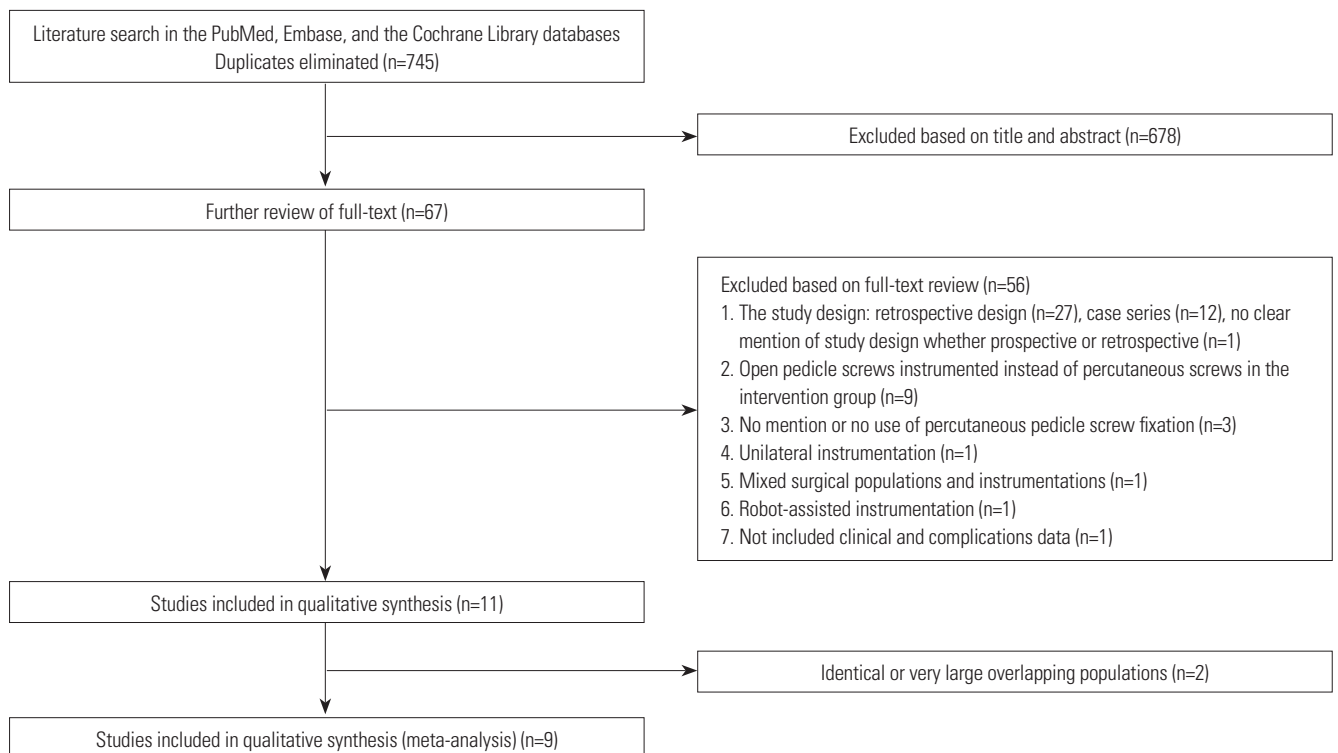 Literature search in the PubMed, Embase, and the Cochrane Library databases
Duplicates eliminated (n=745)
Excluded based on title and abstract (n=678)
Further review of full-text (n=67)
Excluded based on full-text review (n=56)
1. The study design: retrospective design (n=27), case series (n=12), no clear
mention of study design whether prospective or retrospective (n=1)
2. Open pedicle screws instrumented instead of percutaneous screws in the
intervention group (n=9)
3. No mention or no use of percutaneous pedicle screw fixation (n=3)
4. Unilateral instrumentation (n=1)
5. Mixed surgical populations and instrumentations (n=1)
6. Robot-assisted instrumentation (n=1)
7. Not included clinical and complications data (n=1)
Studies included in qualitative synthesis (n=11)
Identical or very large overlapping populations (n=2)
Studies included in qualitative synthesis (meta-analysis) (n=9)